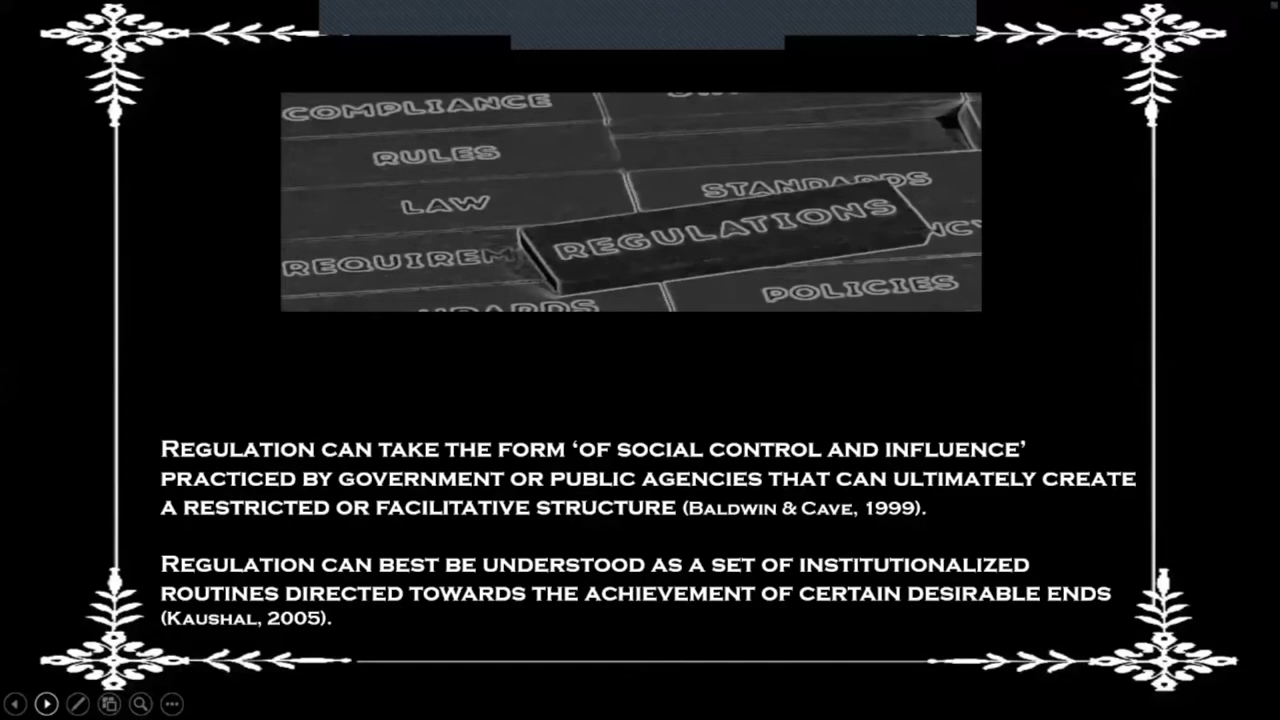 COMPLIANCE
RULES
LAW
STANDARDS
REGULATIONS
POLICIES
Regulation can take the form ‘of social control and influence’
practiced by government or public agencies that can ultimately create
a restricted or facilitative structure (Baldwin & Cave, 1999).
Regulation can best be understood as a set of institutionalized
routines directed towards the achievement of certain desirable ends
(Kaushal, 2005).